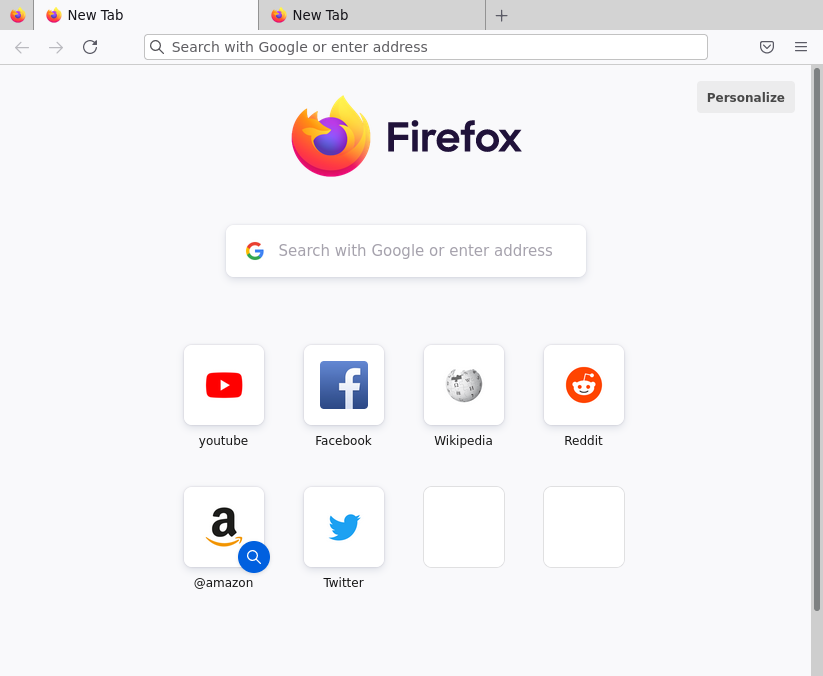 New Tab
New Tab
Search with Google or enter address
Personalize
Firefox
Search with Google or enter address
youtube
Facebook
Wikipedia
Reddit
@amazon
Twitter